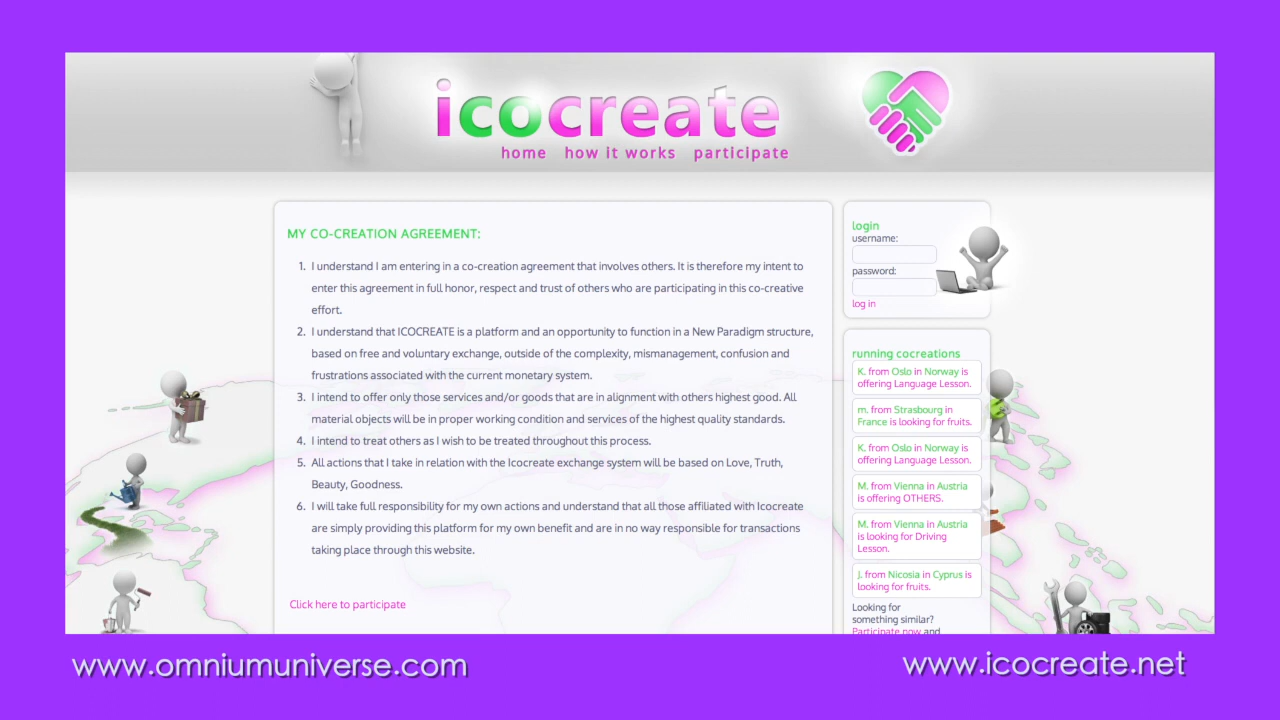 icocreate
home how it works participate
MY CO-CREATION AGREEMENT:
1. I understand I am entering in a co-creation agreement that involves others. It is therefore my intent to
enter this agreement in full honor, respect and trust of others who are participating in this co-creative
effort.
2. I understand that ICOCREATE is a platform and an opportunity to function in a New Paradigm structure,
based on free and voluntary exchange, outside of the complexity, mismanagement, confusion and
frustrations associated with the current monetary system.
3. I intend to offer only those services and/or goods that are in alignment with others highest good. All
material objects will be in proper working condition and services of the highest quality standards.
4. I intend to treat others as I wish to be treated throughout this process.
5. All actions that I take in relation with the Icocreate exchange system will be based on Love, Truth,
Beauty, Goodness.
6. I will take full responsibility for my own actions and understand that all those affiliated with Icocreate
are simply providing this platform for my own benefit and are in no way responsible for transactions
taking place through this website.
Click here to participate
login
username:
password:
log in
running cocreations
K. from Oslo in Norway is
offering Language Lesson.
m. from Strasbourg in
France is looking for fruits.
K. from Oslo in Norway is
offering Language Lesson.
M. from Vienna in Austria
is offering OTHERS.
M. from Vienna in Austria
is looking for Driving
Lesson.
J. from Nicosia in Cyprus is
looking for fruits.
Looking for
something similar?
Participate now and
www.omniumuniverse.com
www.icocreate.net